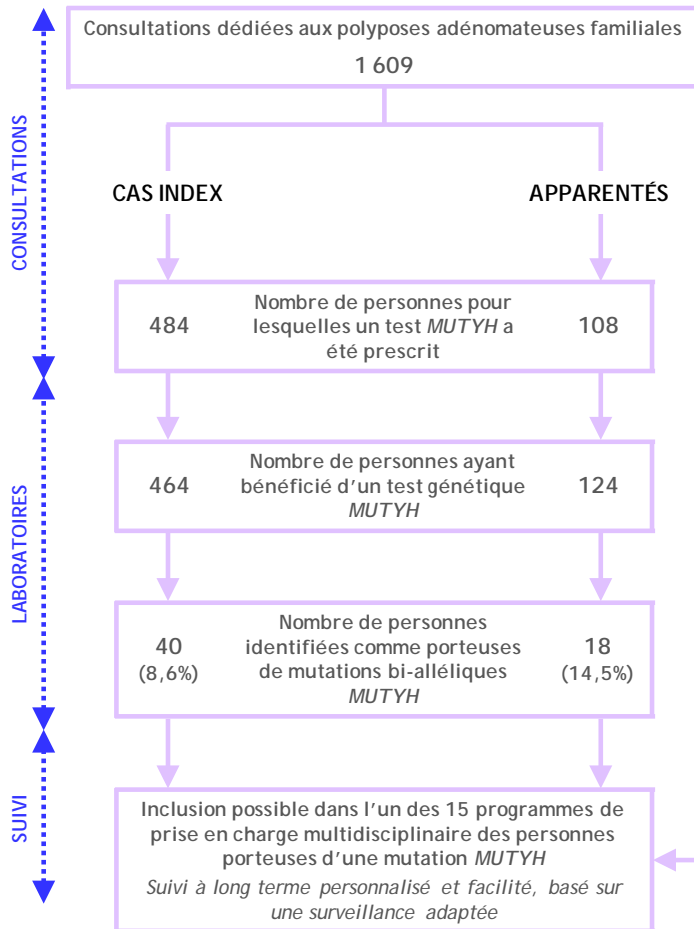 Consultations dédiées aux polyposes adénomateuses familiales
1 609
CONSULTATIONS
CAS INDEX
APPARENTÉS
484
Nombre de personnes pour
lesquelles un test MUTYH a
été prescrit
108
LABORATOIRES
464
Nombre de personnes ayant
bénéficié d'un test génétique
MUTYH
124
40
(8,6%)
Nombre de personnes
identifiées comme porteuses
de mutations bi-alléliques
MUTYH
18
(14,5%)
SUIVI
Inclusion possible dans l'un des 15 programmes de
prise en charge multidisciplinaire des personnes
porteuses d'une mutation MUTYH
Suivi à long terme personnalisé et facilité, basé sur
une surveillance adaptée